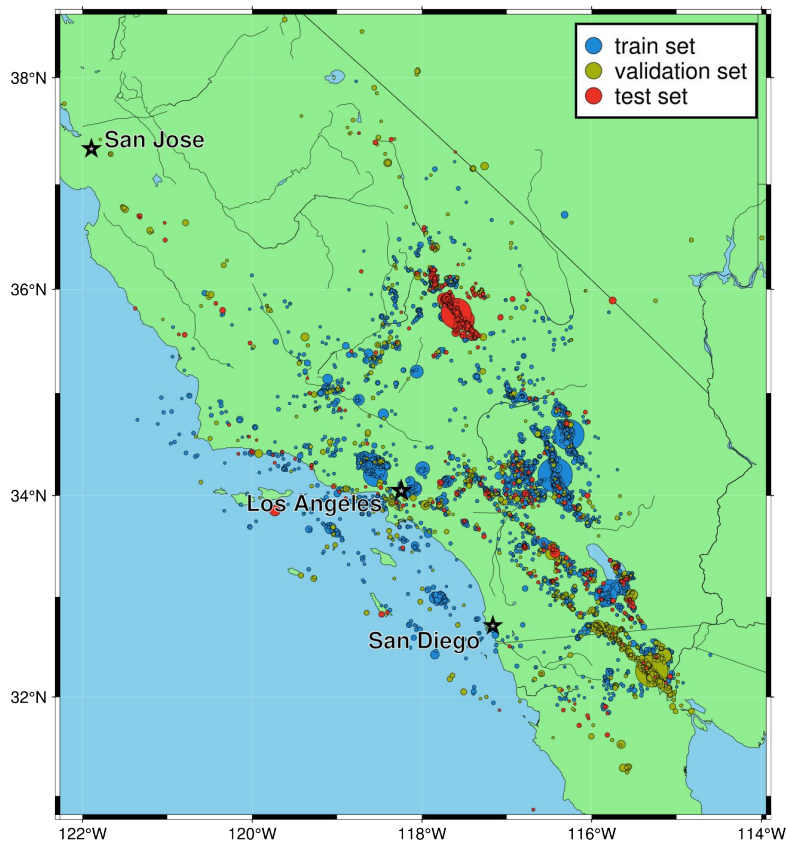 train set
validation set
test set
38°N
San Jose
36°N
34°N
Los Angeles
San Diego
32°N
122°W
120°W
118°W
116°W
114°W